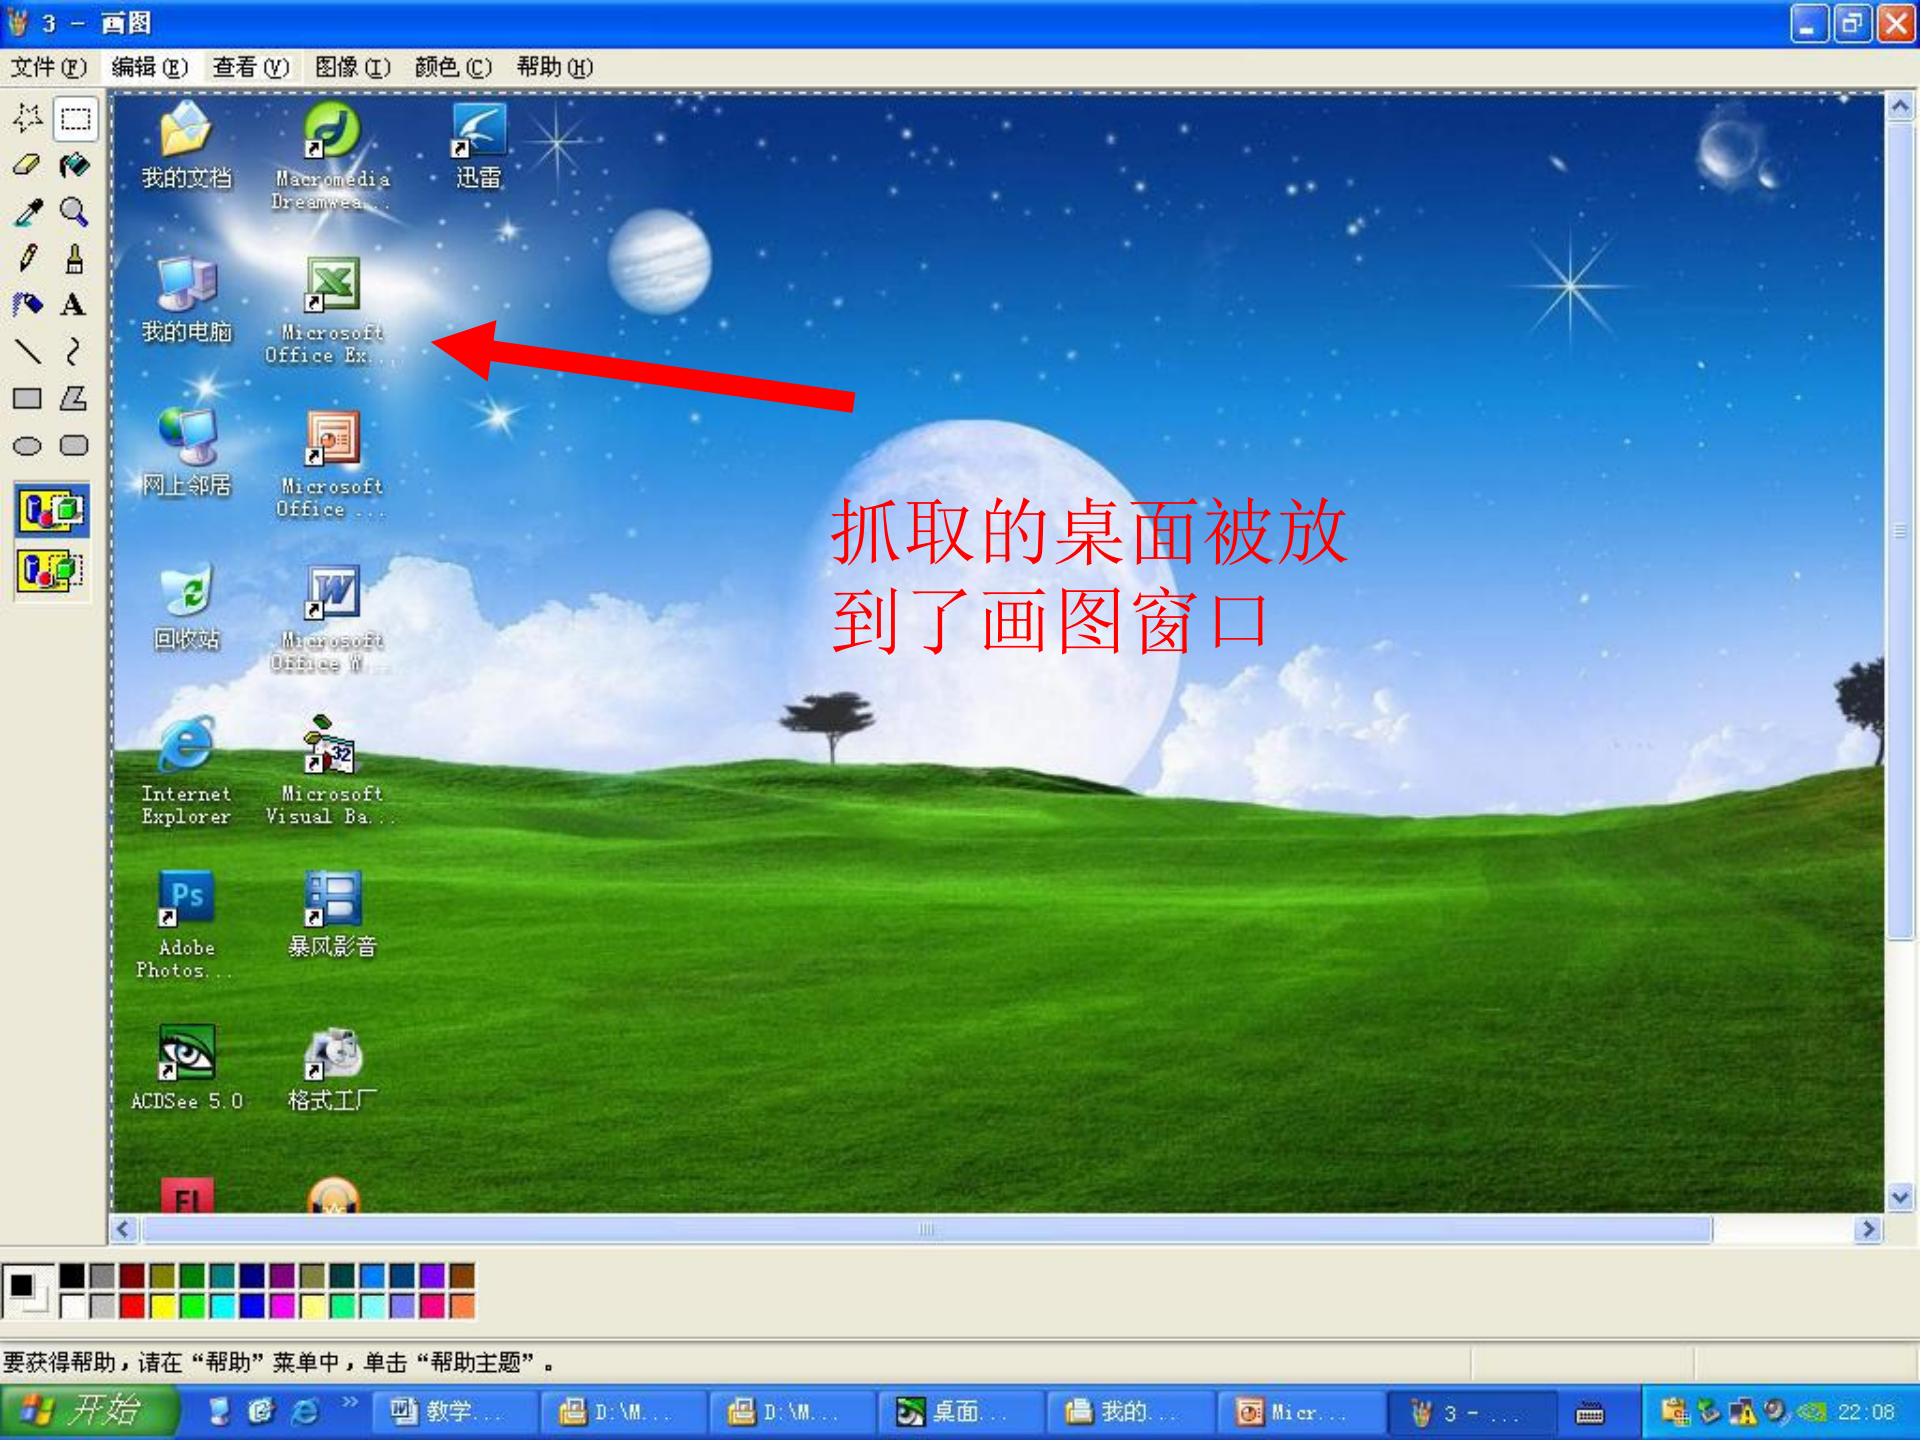 3 - 画图
文件(F) 编辑(E) 查看(V) 图像(I) 颜色(C) 帮助(H)
我的文档
Macromedia
Dreamwea...
迅雷
我的电脑
Microsoft
Office Ex...
网上邻居
Microsoft
Office ...
抓取的桌面被放
到了画图窗口
回收站
Microsoft
Office W...
Internet
Explorer
32
Microsoft
Visual Ba...
Ps
Adobe
Photos...
暴风影音
ACDSee 5.0
格式工厂
FL
要获得帮助，请在“帮助”菜单中，单击“帮助主题”。
开始
教学...
D:\M...
D:\M...
桌面...
我的...
Micr...
3 - ...
22:08